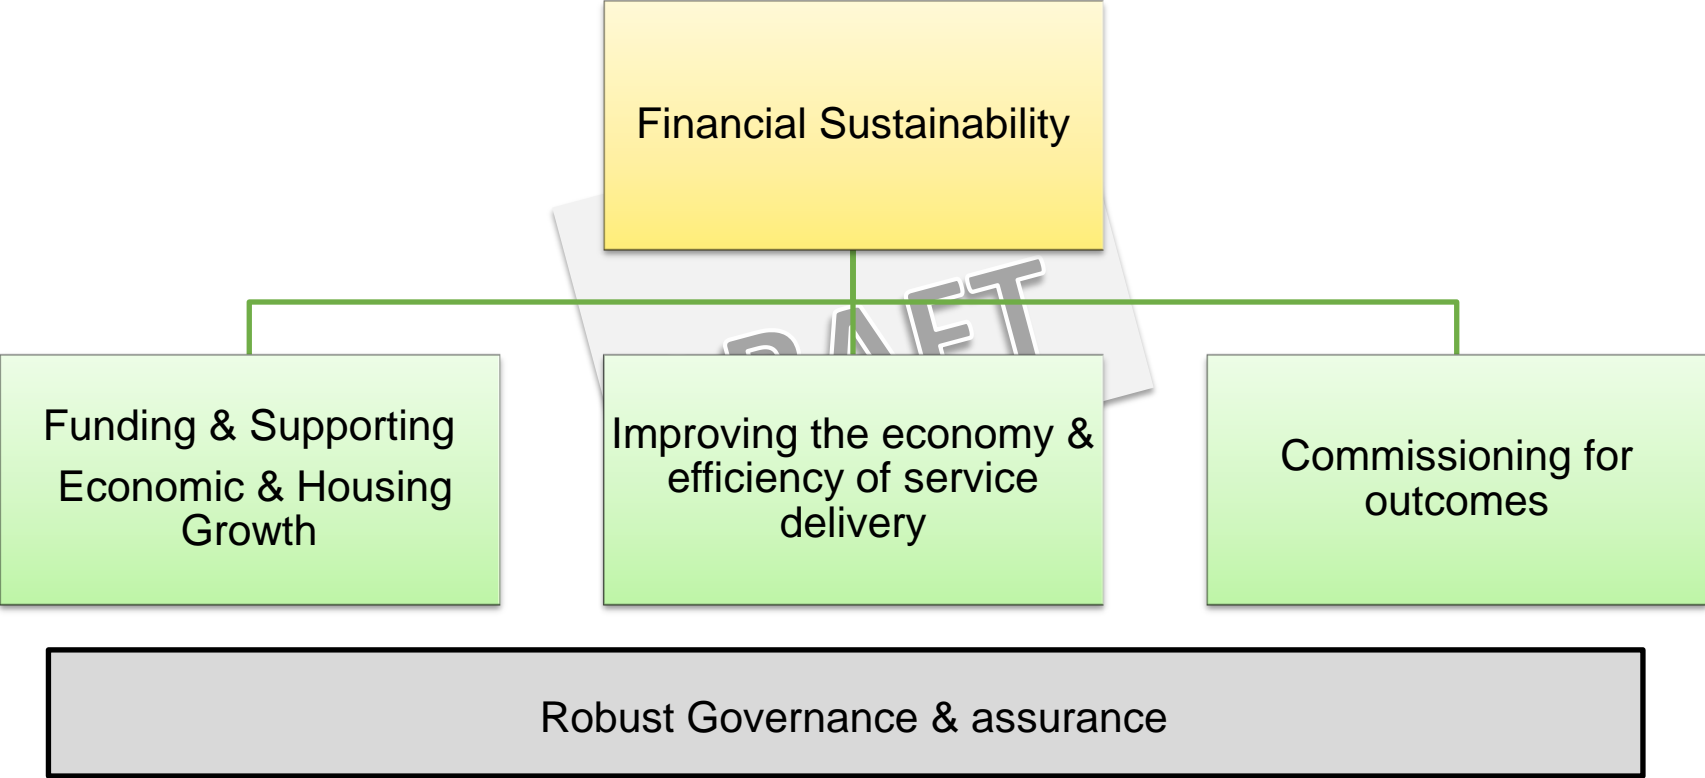 Financial Sustainability
RAFT
Funding & Supporting
Economic & Housing
Growth
Improving the economy &
efficiency of service
delivery
Commissioning for
outcomes
Robust Governance & assurance